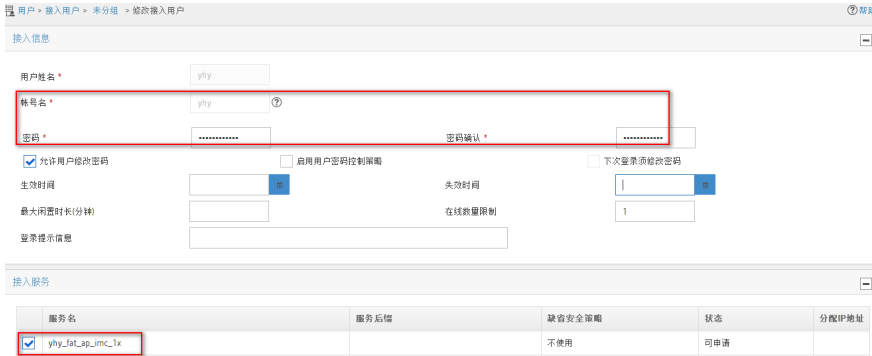 用户 > 接入用户 > 未分组 > 修改接入用户
接入信息
用户姓名 * yhy
帐号名 * yhy
密码 * •••••••••••• 密码确认 * ••••••••••••
允许用户修改密码 启用用户密码控制策略 下次登录须修改密码
生效时间 失效时间
最大闲置时长(分钟) 在线数量限制 1
登录提示信息
接入服务
服务名 服务后缀 缺省安全策略 状态 分配IP地址
yhy_fat_ap_imc_1x 不使用 可申请